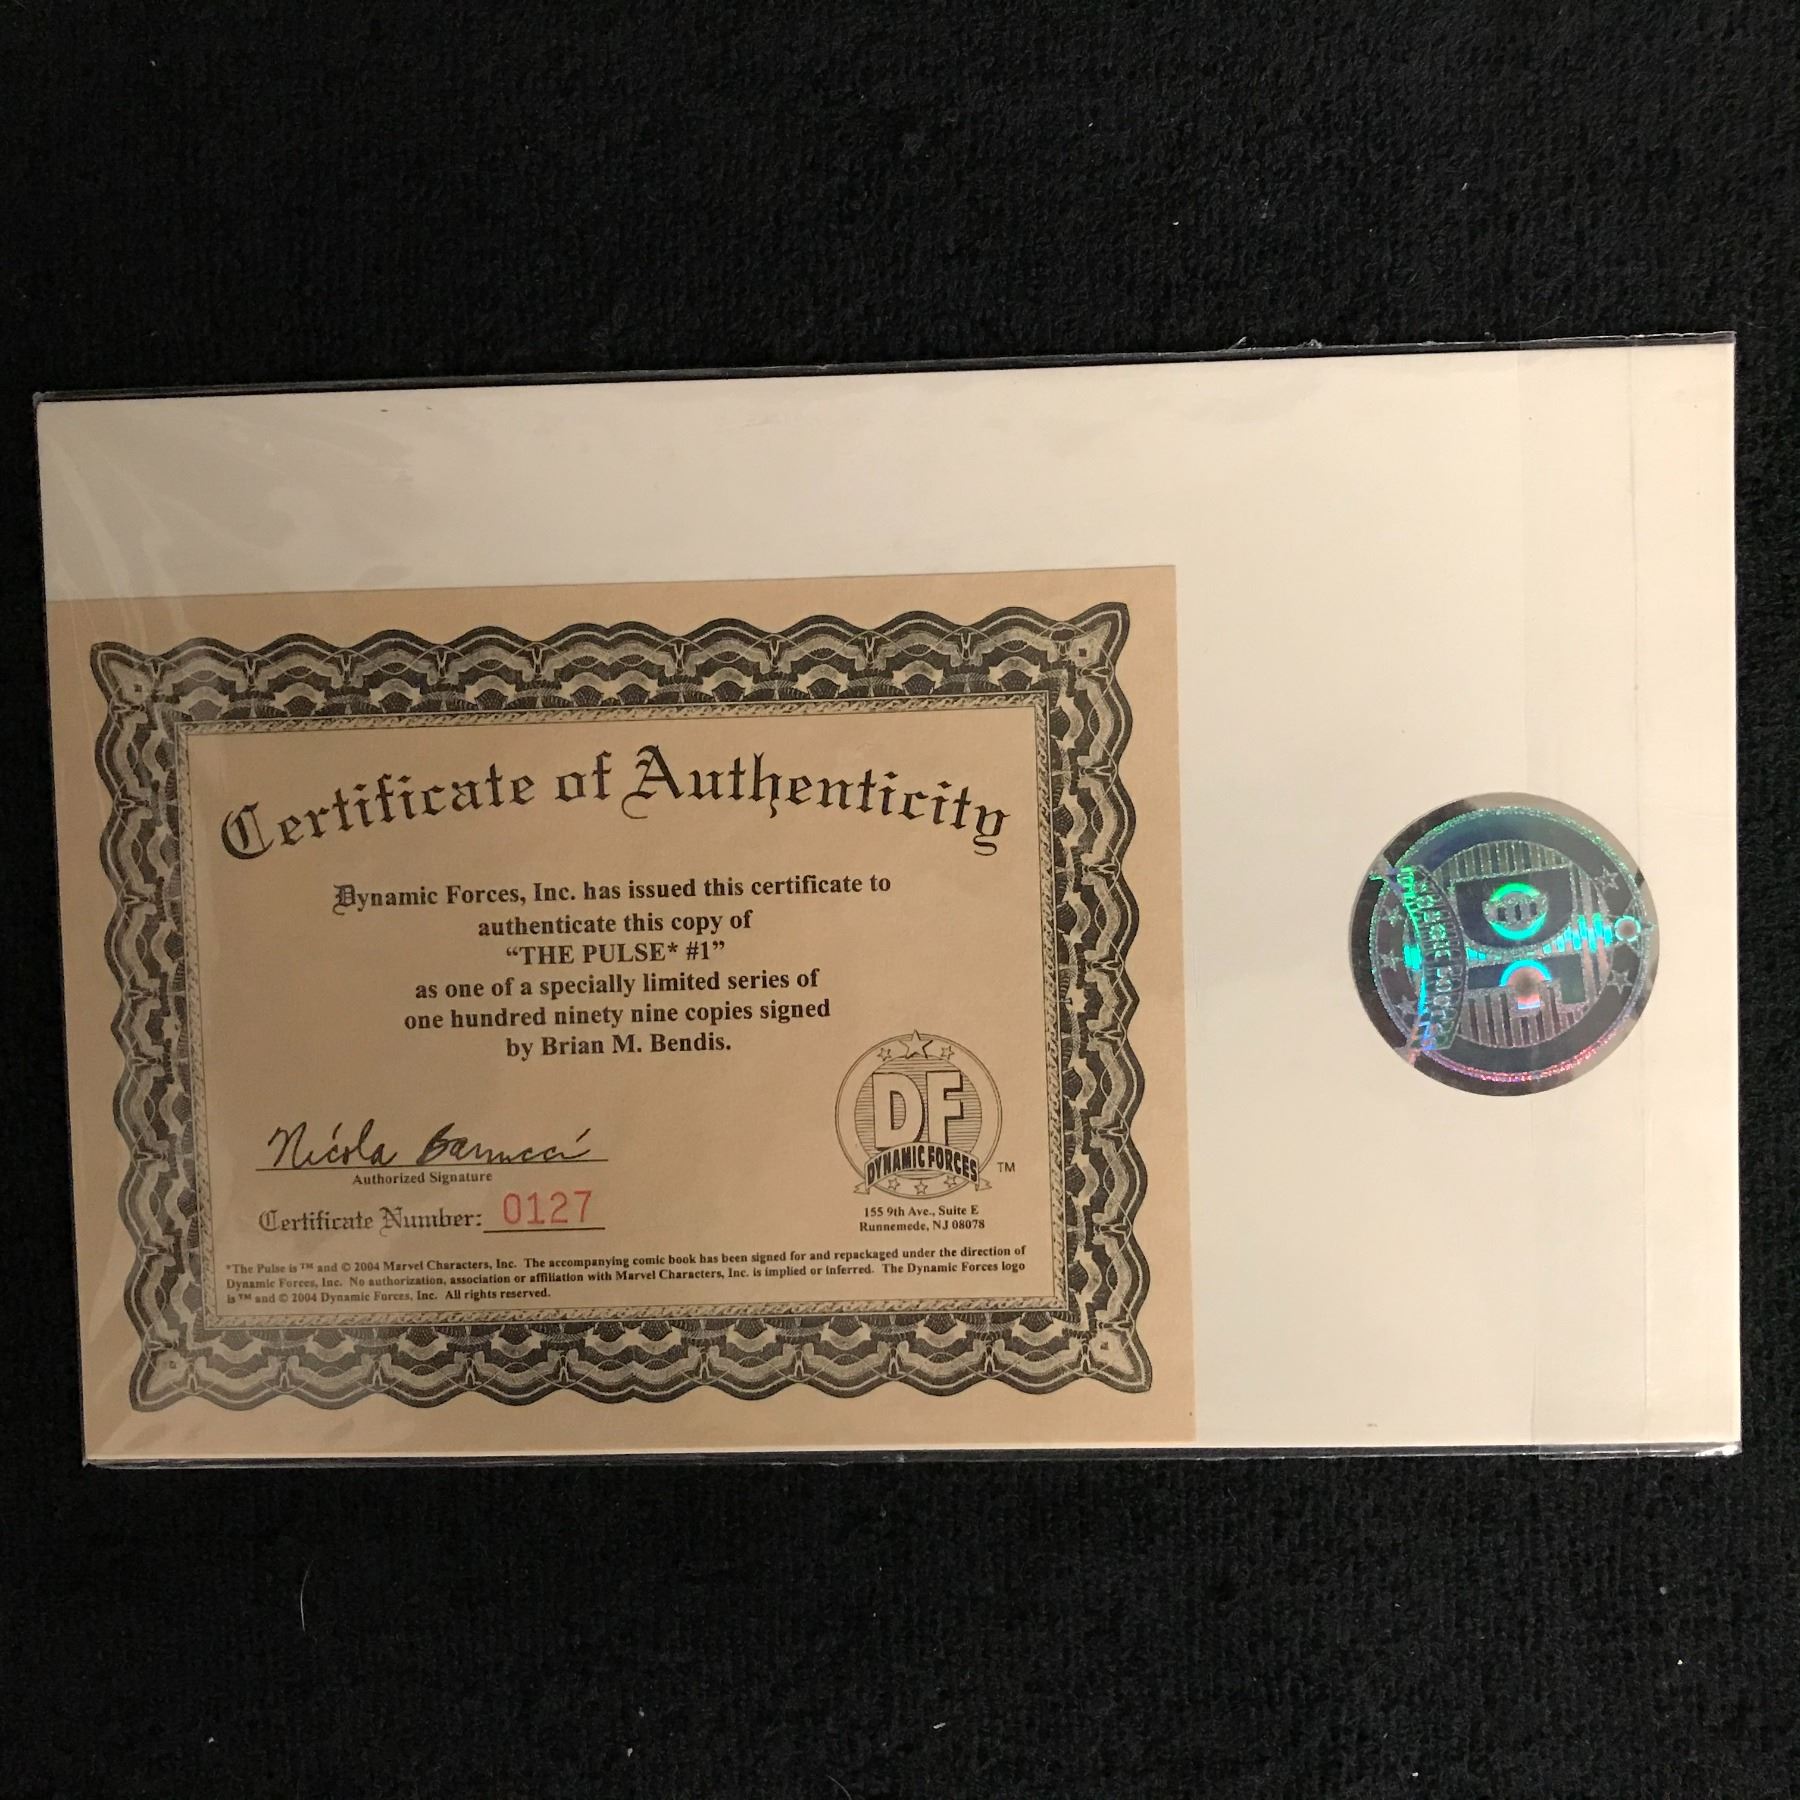 Certificate of Authenticity
Dynamic Forces, Inc. has issued this certificate to
authenticate this copy of
“THE PULSE* #1”
as one of a specially limited series of
one hundred ninety nine copies signed
by Brian M. Bendis.
Nicola Barrucci
Authorized Signature
Certificate Number: 0127
DF
DYNAMIC FORCES TM
155 9th Ave., Suite E
Runnemede, NJ 08078
*The Pulse is ™ and © 2004 Marvel Characters, Inc. The accompanying comic book has been signed for and repackaged under the direction of
Dynamic Forces, Inc. No authorization, association or affiliation with Marvel Characters, Inc. is implied or inferred. The Dynamic Forces logo
is ™ and © 2004 Dynamic Forces, Inc. All rights reserved.
DF
DYNAMIC FORCES